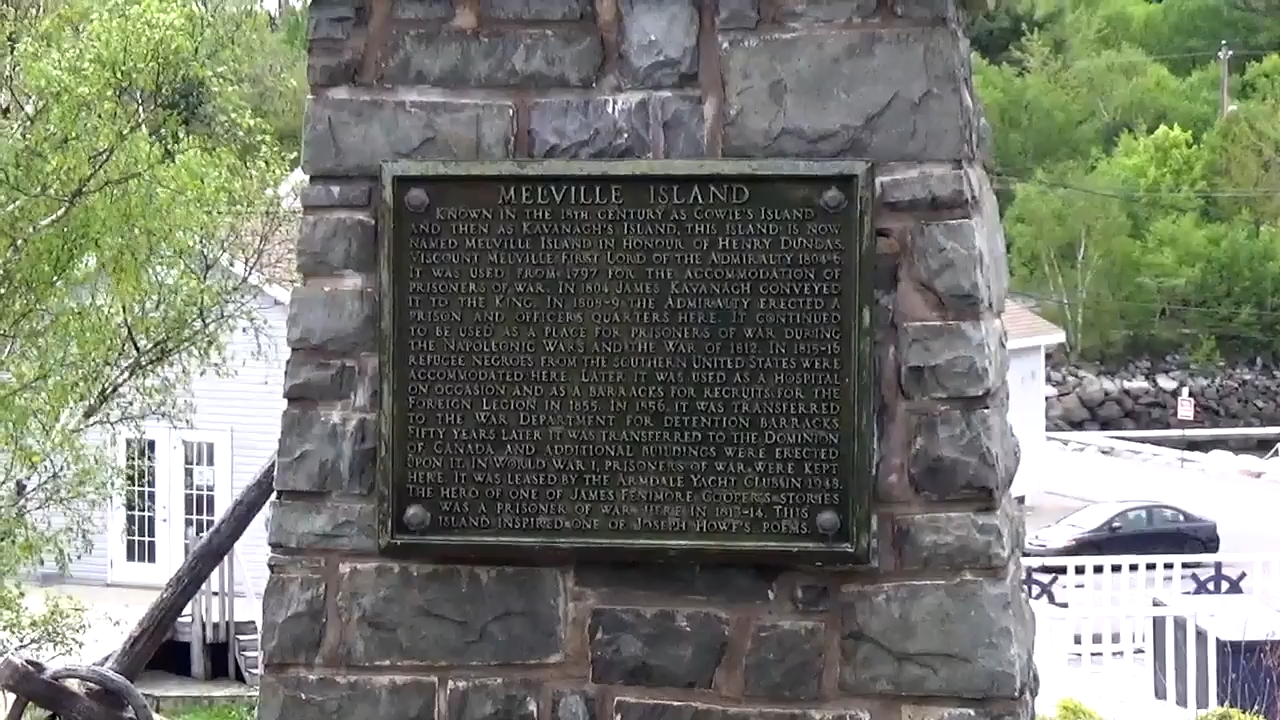 MELVILLE ISLAND
KNOWN IN THE 18TH CENTURY AS COWIE'S ISLAND
AND THEN AS KAVANAGH'S ISLAND, THIS ISLAND IS NOW
NAMED MELVILLE ISLAND IN HONOUR OF HENRY DUNDAS,
VISCOUNT MELVILLE FIRST LORD OF THE ADMIRALTY 1804-6
IT WAS USED FROM 1797 FOR THE ACCOMMODATION OF
PRISONERS OF WAR. IN 1804 JAMES KAVANAGH CONVEYED
IT TO THE KING. IN 1808-9 THE ADMIRALTY ERECTED A
PRISON AND OFFICER'S QUARTERS HERE. IT CONTINUED
TO BE USED AS A PLACE FOR PRISONERS OF WAR DURING
THE NAPOLEONIC WARS AND THE WAR OF 1812. IN 1815-16
REFUGEE NEGROES FROM THE SOUTHERN UNITED STATES WERE
ACCOMMODATED HERE. LATER IT WAS USED AS A HOSPITAL
ON OCCASION AND AS A BARRACKS FOR RECRUITS FOR THE
FOREIGN LEGION IN 1855. IN 1856 IT WAS TRANSFERRED
TO THE WAR DEPARTMENT FOR DETENTION BARRACKS
FIFTY YEARS LATER IT WAS TRANSFERRED TO THE DOMINION
OF CANADA AND ADDITIONAL BUILDINGS WERE ERECTED
UPON IT. IN WORLD WAR I, PRISONERS OF WAR WERE KEPT
HERE. IT WAS LEASED BY THE ARMDALE YACHT CLUB IN 1948.
THE HERO OF ONE OF JAMES FENIMORE COOPER'S STORIES
WAS A PRISONER OF WAR HERE IN 1813-14. THIS
ISLAND INSPIRED ONE OF JOSEPH HOWE'S POEMS.